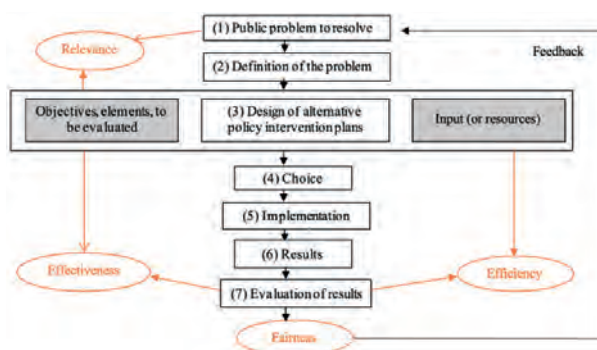 (1) Public problem to resolve
Relevance
Feedback
(2) Definition of the problem
Objectives, elements, to
be evaluated
(3) Design of alternative
policy intervention plans
Input (or resources)
(4) Choice
(5) Implementation
(6) Results
Effectiveness
Efficiency
(7) Evaluation of results
Fairness